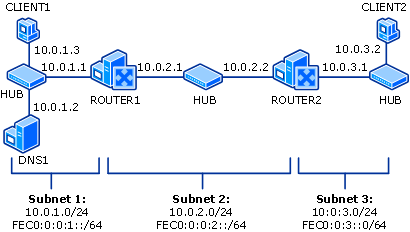 CLIENT1
CLIENT2
10.0.1.3
10.0.3.2
10.0.1.1
10.0.2.1
10.0.2.2
10.0.3.1
HUB
ROUTER1
HUB
ROUTER2
HUB
10.0.1.2
DNS1
Subnet 1:
10.0.1.0/24
FEC0:0:0:1::/64
Subnet 2:
10.0.2.0/24
FEC0:0:0:2::/64
Subnet 3:
10:0:3.0/24
FEC0:0:0:3::0/64